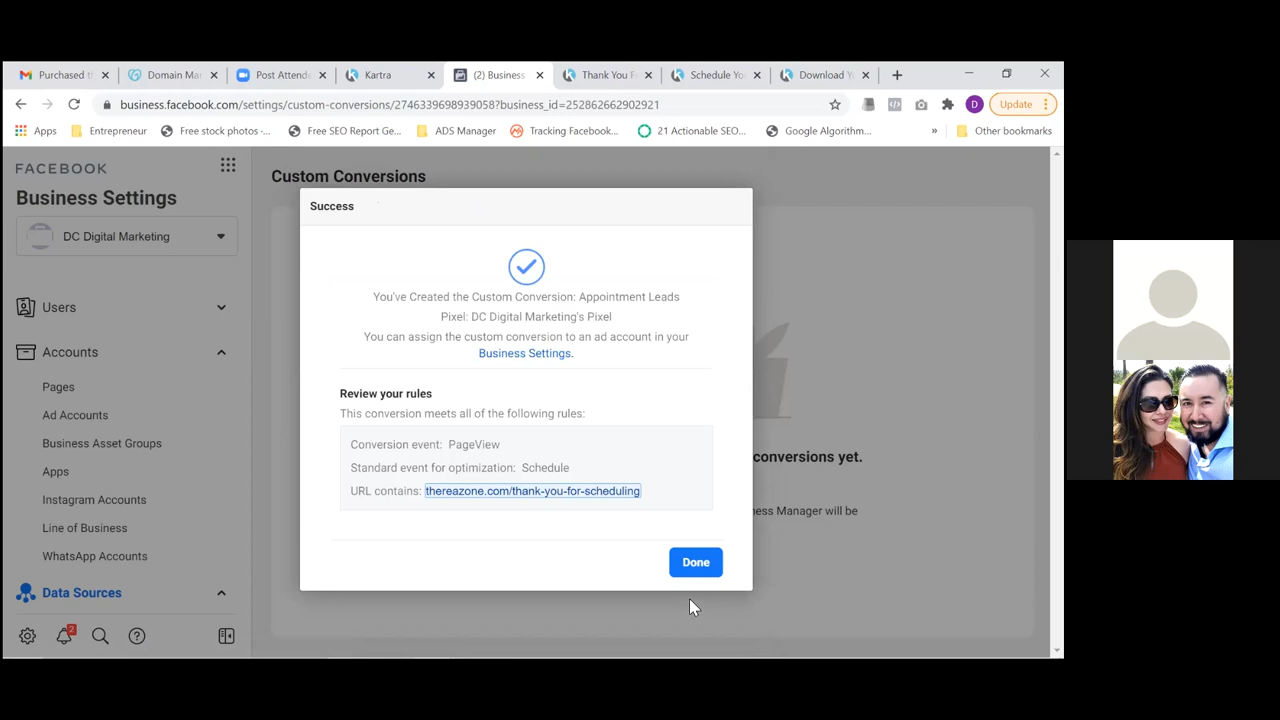 Purchased t
Domain Mar
Post Attende
Kartra
(2) Business
Thank You F
Schedule Yo
Download Y
business.facebook.com/settings/custom-conversions/2746339698939058?business_id=252862662902921
D
Update
Apps
Entrepreneur
Free stock photos -...
Free SEO Report Ge...
ADS Manager
Tracking Facebook...
21 Actionable SEO...
Google Algorithm...
»
Other bookmarks
FACEBOOK
Business Settings
DC Digital Marketing
Users
Accounts
Pages
Ad Accounts
Business Asset Groups
Apps
Instagram Accounts
Line of Business
WhatsApp Accounts
Data Sources
2
Custom Conversions
Success
You've Created the Custom Conversion: Appointment Leads
Pixel: DC Digital Marketing's Pixel
You can assign the custom conversion to an ad account in your
Business Settings.
Review your rules
This conversion meets all of the following rules:
Conversion event: PageView
Standard event for optimization: Schedule
URL contains: thereazone.com/thank-you-for-scheduling
Done
conversions yet.
ess Manager will be